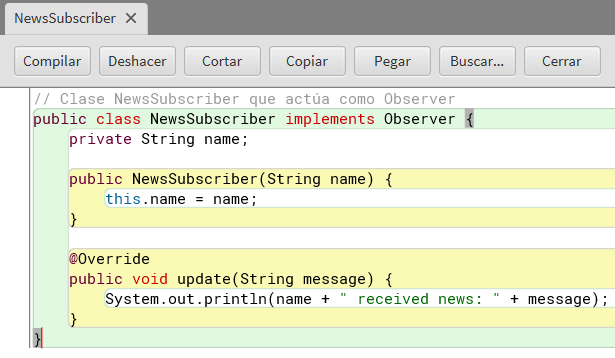 NewsSubscriber ✕
Compilar Deshacer Cortar Copiar Pegar Buscar... Cerrar
// Clase NewsSubscriber que actúa como Observer
public class NewsSubscriber implements Observer {
    private String name;
    public NewsSubscriber(String name) {
        this.name = name;
    }
    @Override
    public void update(String message) {
        System.out.println(name + " received news: " + message);
    }
}